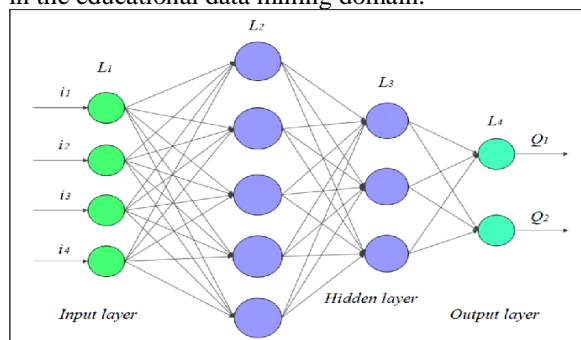 in the educational data mining domain.
L2
L1
L3
L4
i1
i2
i3
i4
Q1
Q2
Hidden layer
Input layer
Output layer